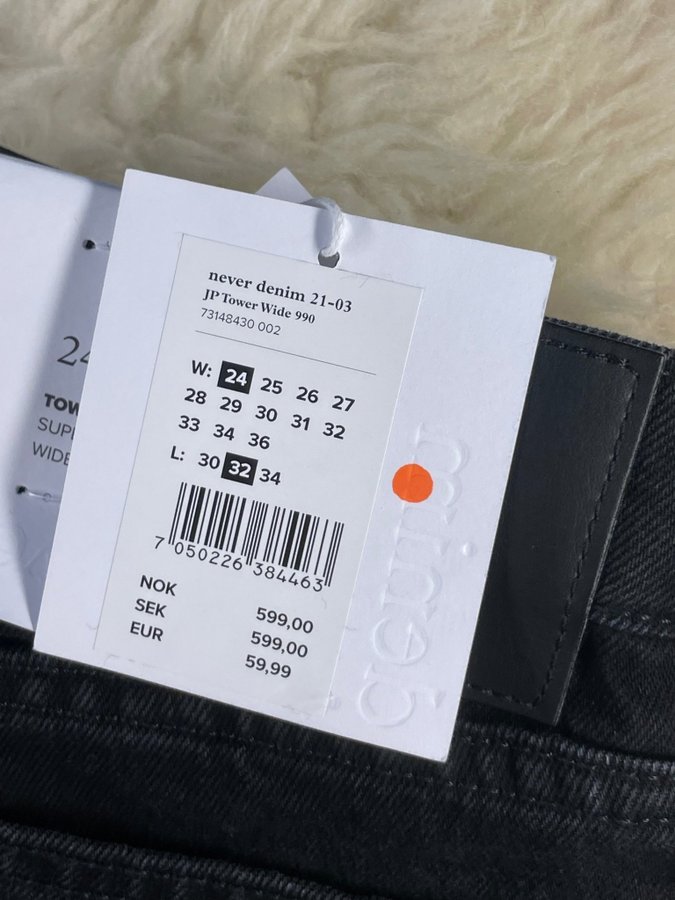 never denim 21-03
JP Tower Wide 990
73148430 002
W: 24 25 26 27
28 29 30 31 32
33 34 36
L: 30 32 34
7 050226 384463
NOK 599,00
SEK 599,00
EUR 59,99
24
TOW
SUP
WIDE